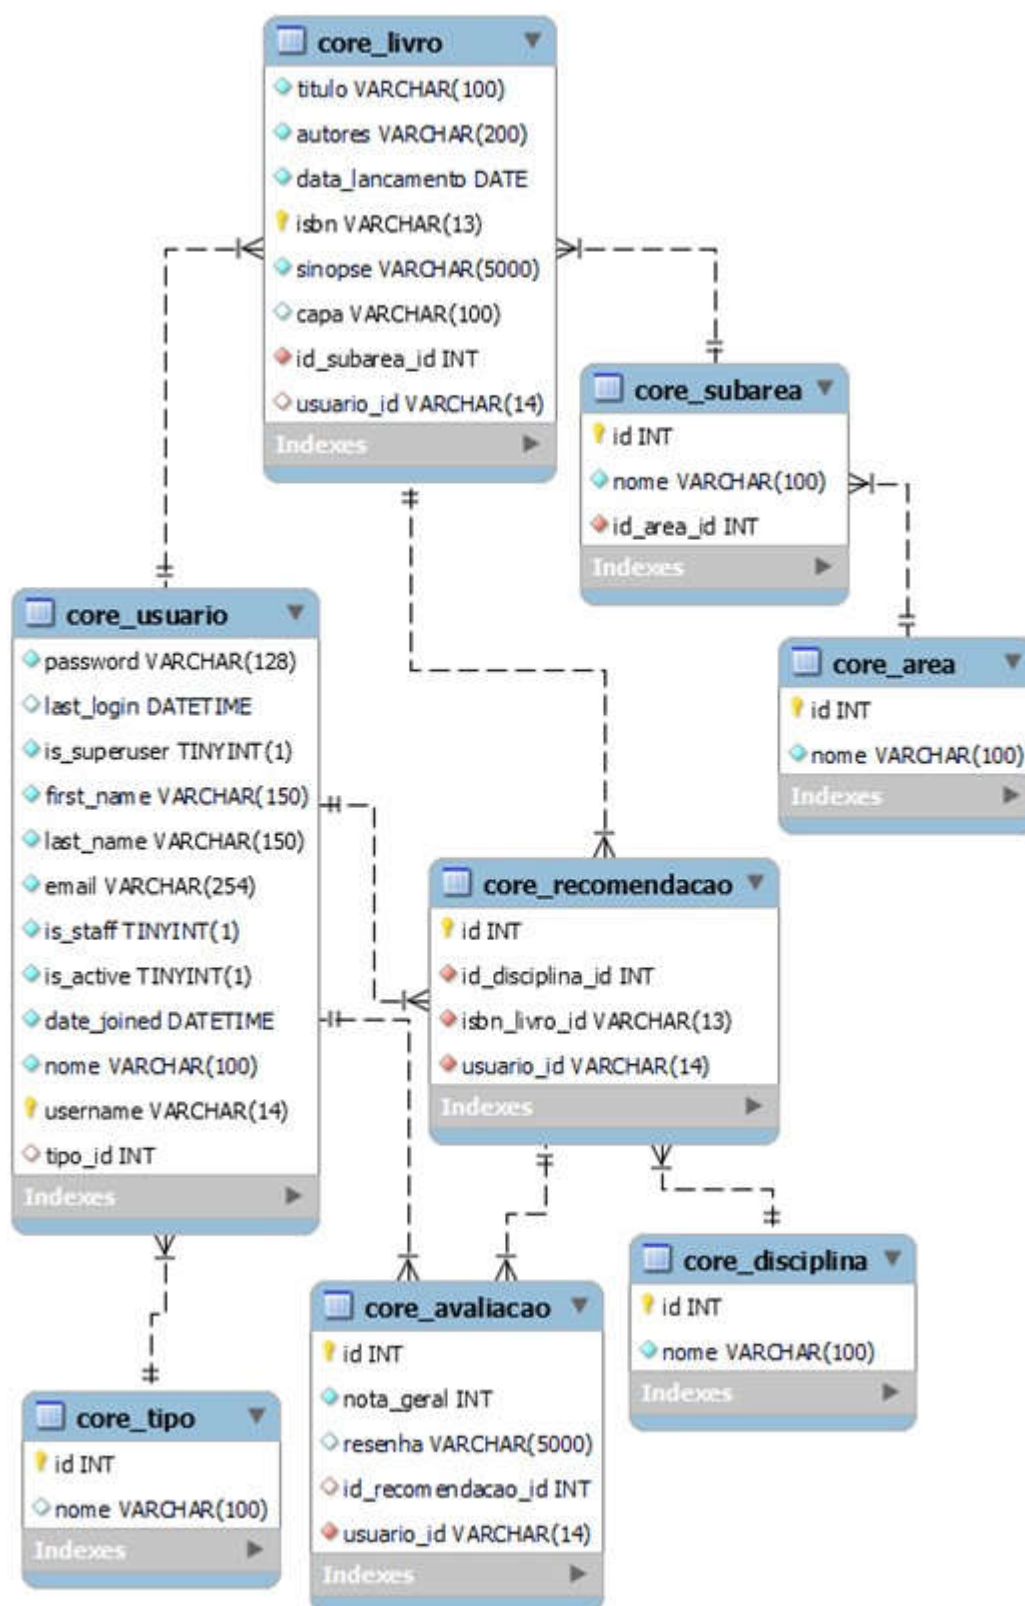 core_livro
titulo VARCHAR(100)
autores VARCHAR(200)
data_lancamento DATE
isbn VARCHAR(13)
sinopse VARCHAR(5000)
capa VARCHAR(100)
id_subarea_id INT
usuario_id VARCHAR(14)
Indexes
core_subarea
id INT
nome VARCHAR(100)
id_area_id INT
Indexes
core_area
id INT
nome VARCHAR(100)
Indexes
core_usuario
password VARCHAR(128)
last_login DATETIME
is_superuser TINYINT(1)
first_name VARCHAR(150)
last_name VARCHAR(150)
email VARCHAR(254)
is_staff TINYINT(1)
is_active TINYINT(1)
date_joined DATETIME
nome VARCHAR(100)
username VARCHAR(14)
tipo_id INT
Indexes
core_recomendacao
id INT
id_disciplina_id INT
isbn_livro_id VARCHAR(13)
usuario_id VARCHAR(14)
Indexes
core_disciplina
id INT
nome VARCHAR(100)
Indexes
core_avaliacao
id INT
nota_geral INT
resenha VARCHAR(5000)
id_recomendacao_id INT
usuario_id VARCHAR(14)
Indexes
core_tipo
id INT
nome VARCHAR(100)
Indexes